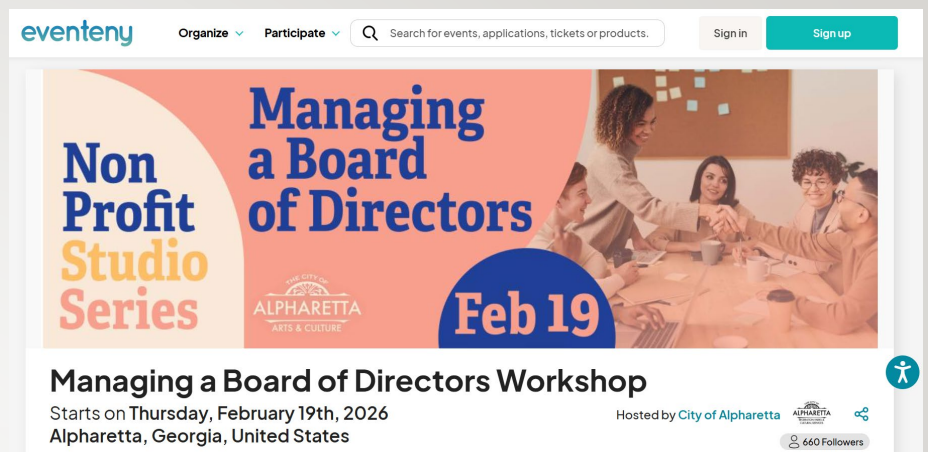 eventeny
Organize
Participate
Search for events, applications, tickets or products.
Sign in
Sign up
Non
Profit
Studio
Series
Managing
a Board
of Directors
THE CITY OF
ALPHARETTA
ARTS & CULTURE
Feb 19
Managing a Board of Directors Workshop
Starts on Thursday, February 19th, 2026
Alpharetta, Georgia, United States
Hosted by City of Alpharetta
ALPHARETTA
660 Followers